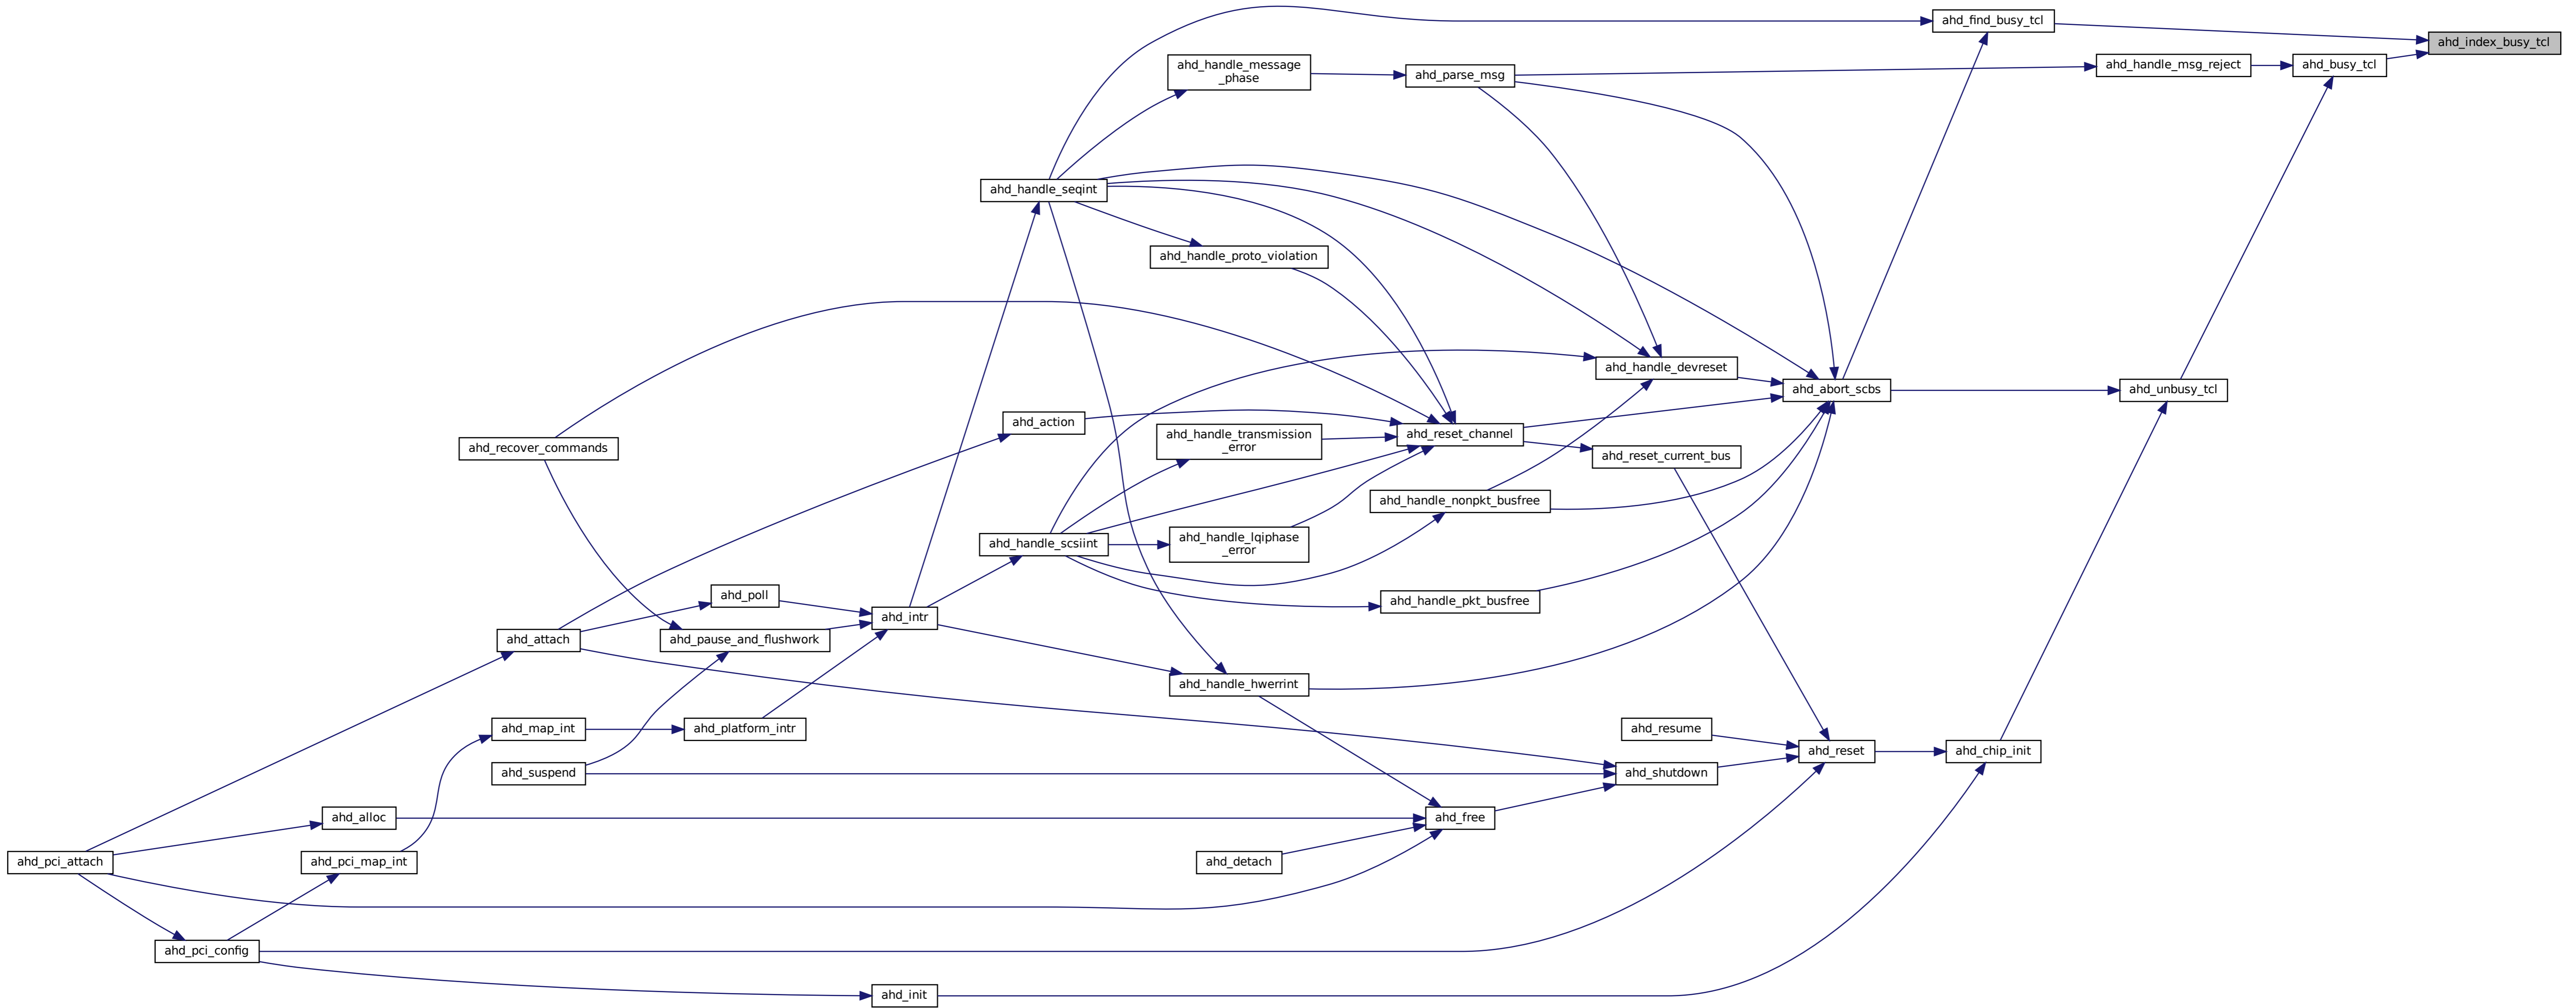 ahd_find_busy_tcl
ahd_index_busy_tcl
ahd_handle_message
_phase
ahd_parse_msg
ahd_handle_msg_reject
ahd_busy_tcl
ahd_handle_seqint
ahd_handle_proto_violation
ahd_handle_devreset
ahd_abort_scbs
ahd_unbusy_tcl
ahd_action
ahd_handle_transmission
_error
ahd_reset_channel
ahd_recover_commands
ahd_reset_current_bus
ahd_handle_nonpkt_busfree
ahd_handle_scsiint
ahd_handle_lqiphase
_error
ahd_poll
ahd_handle_pkt_busfree
ahd_intr
ahd_attach
ahd_pause_and_flushwork
ahd_handle_hwerrint
ahd_map_int
ahd_platform_intr
ahd_resume
ahd_reset
ahd_chip_init
ahd_suspend
ahd_shutdown
ahd_alloc
ahd_free
ahd_pci_attach
ahd_pci_map_int
ahd_detach
ahd_pci_config
ahd_init